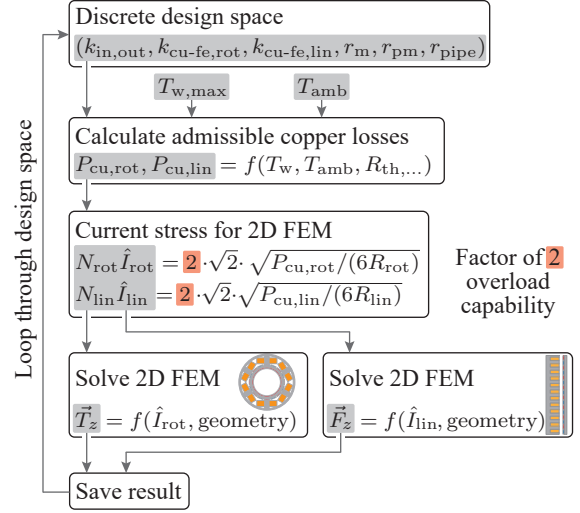 Discrete design space
(k_in,out, k_cu-fe,rot, k_cu-fe,lin, r_m, r_pm, r_pipe)
T_w,max T_amb
Calculate admissible copper losses
P_cu,rot, P_cu,lin = f(T_w, T_amb, R_th,...)
Current stress for 2D FEM
N_rot Î_rot = 2 · √2 · √(P_cu,rot/(6R_rot))
N_lin Î_lin = 2 · √2 · √(P_cu,lin/(6R_lin))
Factor of 2
overload
capability
Loop through design space
Solve 2D FEM
T⃗_z = f(Î_rot, geometry)
Solve 2D FEM
F⃗_z = f(Î_lin, geometry)
Save result